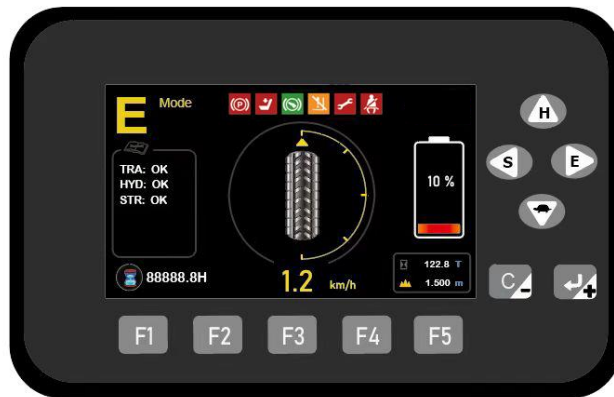 E Mode
TRA: OK
HYD: OK
STR: OK
88888.8H
P
10 %
1.2 km/h
122.8 T
1.500 m
H
S E
C - +
F1 F2 F3 F4 F5